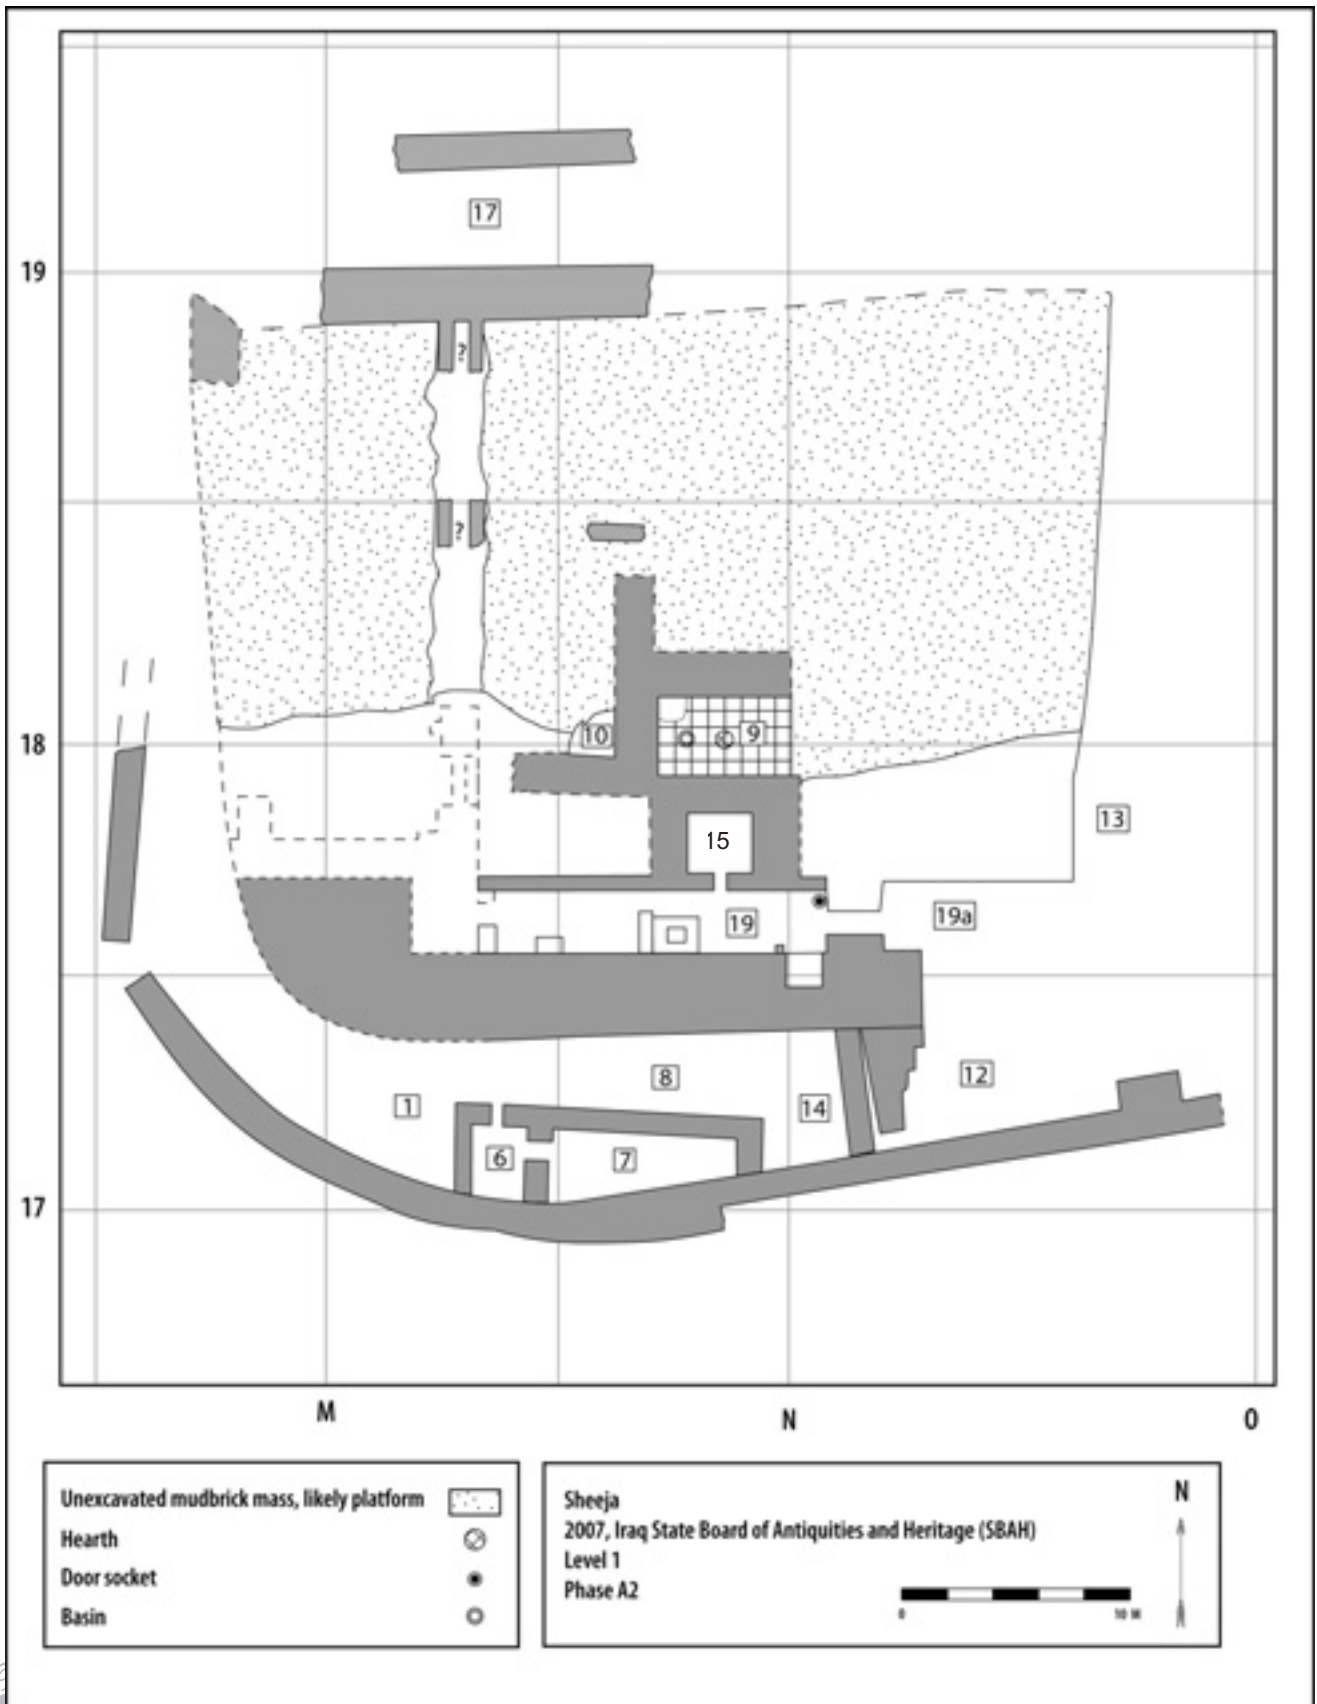 17
19
?
?
10
9
18
13
15
19
19a
8
12
1
14
6
7
17
M
N
O
Unexcavated mudbrick mass, likely platform
Hearth
Door socket
Basin
Sheeja
2007, Iraq State Board of Antiquities and Heritage (SBAH)
Level 1
Phase A2
N
0
10 M